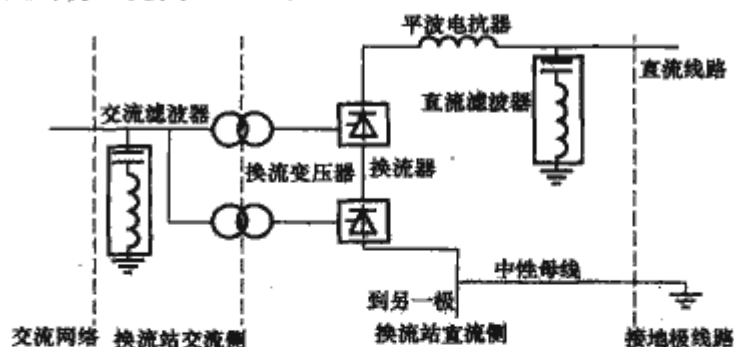 平波电抗器
直流线路
交流滤波器
直流滤波器
换流变压器
换流器
中性母线
到另一极
交流网络
换流站交流侧
换流站直流侧
接地极线路